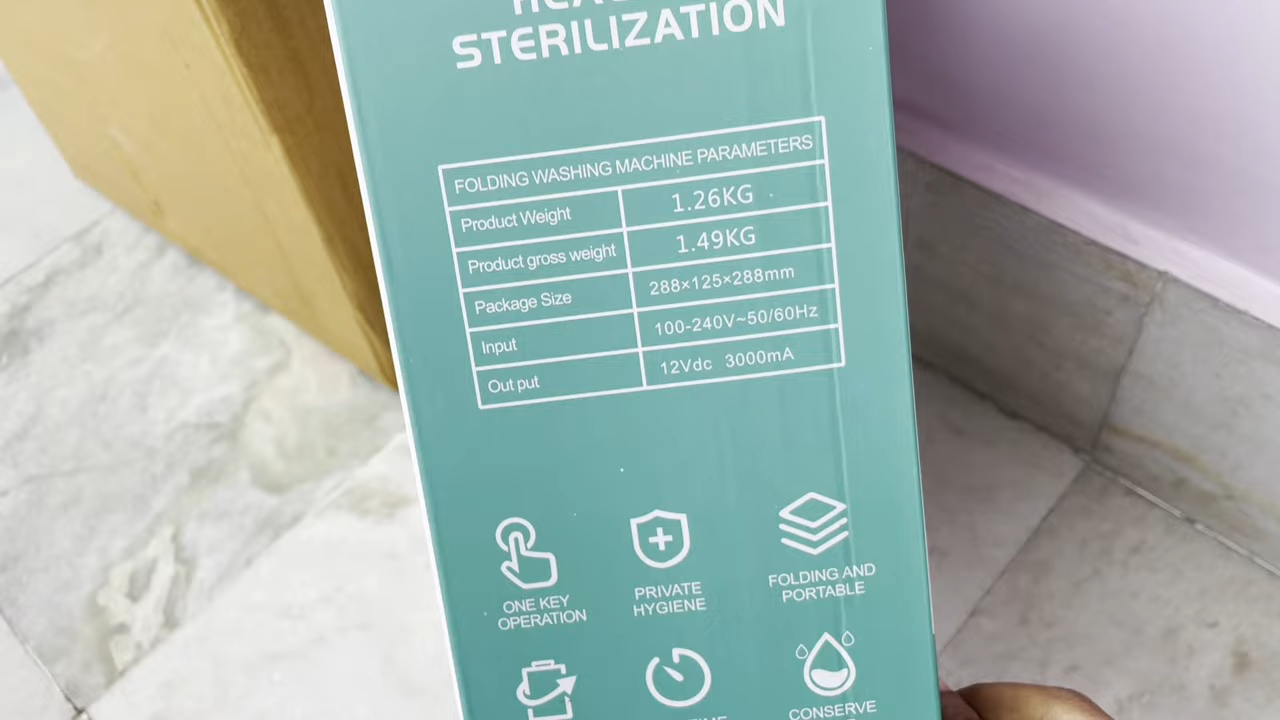 STERILIZATION
FOLDING WASHING MACHINE PARAMETERS
Product Weight 1.26KG
Product gross weight 1.49KG
Package Size 288×125×288mm
Input 100-240V~50/60Hz
Out put 12Vdc 3000mA
ONE KEY
OPERATION
PRIVATE
HYGIENE
FOLDING AND
PORTABLE
CONSERVE